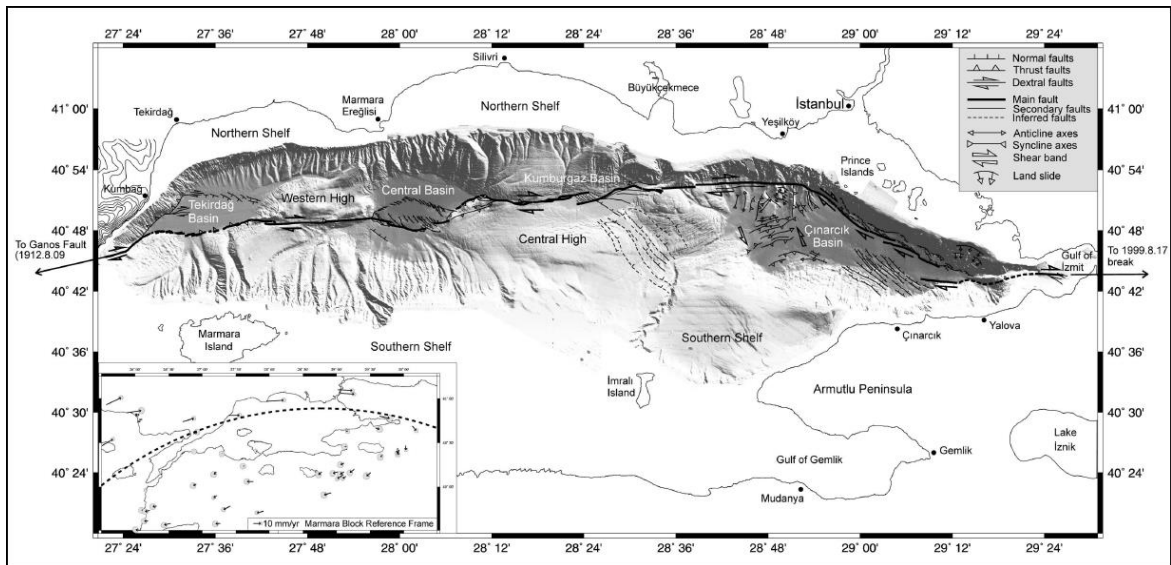 27˚ 24' 27˚ 36' 27˚ 48' 28˚ 00' 28˚ 12' 28˚ 24' 28˚ 36' 28˚ 48' 29˚ 00' 29˚ 12' 29˚ 24'
Silivri
Büyükçekmece
Normal faults
Thrust faults
Dextral faults
Main fault
Secondary faults
Inferred faults
Anticline axes
Syncline axes
Shear band
Land slide
41˚ 00'
41˚ 00'
Tekirdağ
Marmara
Ereğlisi
Northern Shelf
İstanbul
Yeşilköy
Northern Shelf
40˚ 54'
40˚ 54'
Prince
Islands
Kumbağ
Tekirdağ
Basin
Western High
Central Basin
Kumburgaz Basin
40˚ 48'
40˚ 48'
Central High
Çınarcık
Basin
To Ganos Fault
(1912.8.09
To 1999.8.17
break
Gulf of
İzmit
40˚ 42'
40˚ 42'
Marmara
Island
Southern Shelf
Southern Shelf
Çınarcık
Yalova
40˚ 36'
40˚ 36'
İmralı
Island
Armutlu Peninsula
40˚ 30'
40˚ 30'
Lake
İznik
Gulf of Gemlik
Gemlik
40˚ 24'
40˚ 24'
Mudanya
10 mm/yr Marmara Block Reference Frame
27˚ 24' 27˚ 36' 27˚ 48' 28˚ 00' 28˚ 12' 28˚ 24' 28˚ 36' 28˚ 48' 29˚ 00' 29˚ 12' 29˚ 24'